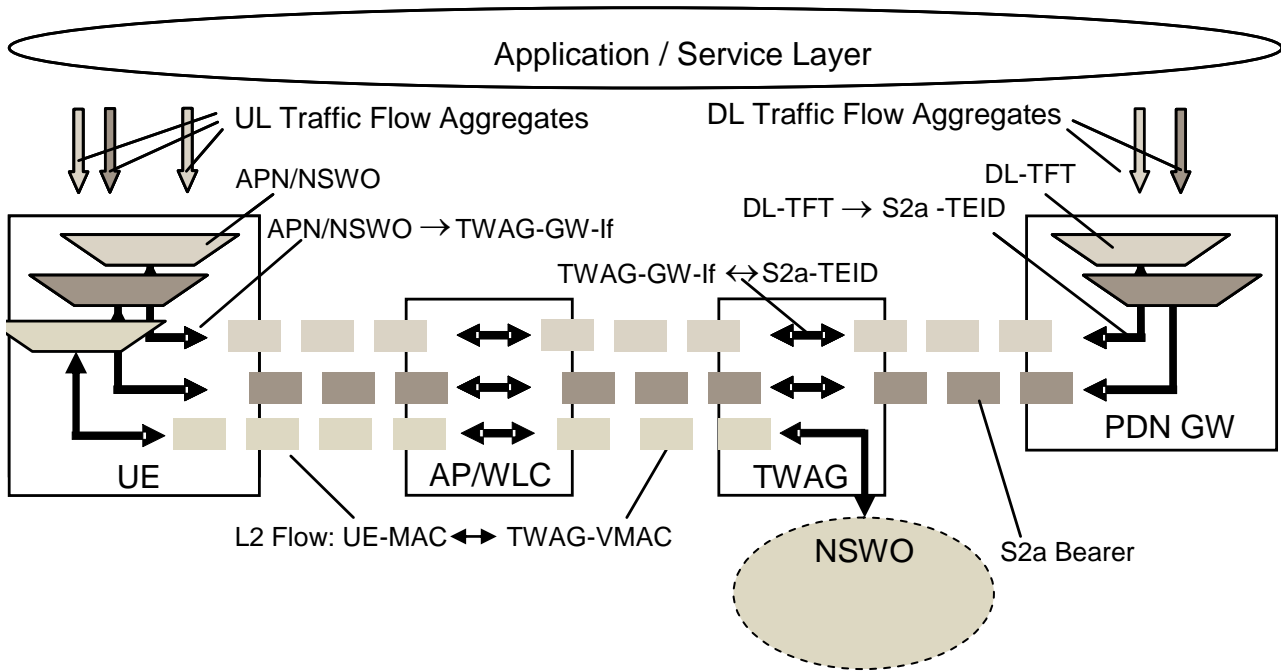 Application / Service Layer
UL Traffic Flow Aggregates
DL Traffic Flow Aggregates
APN/NSWO
DL-TFT
APN/NSWO → TWAG-GW-If
DL-TFT → S2a -TEID
TWAG-GW-If ↔ S2a-TEID
UE
AP/WLC
TWAG
PDN GW
L2 Flow: UE-MAC ↔ TWAG-VMAC
NSWO
S2a Bearer